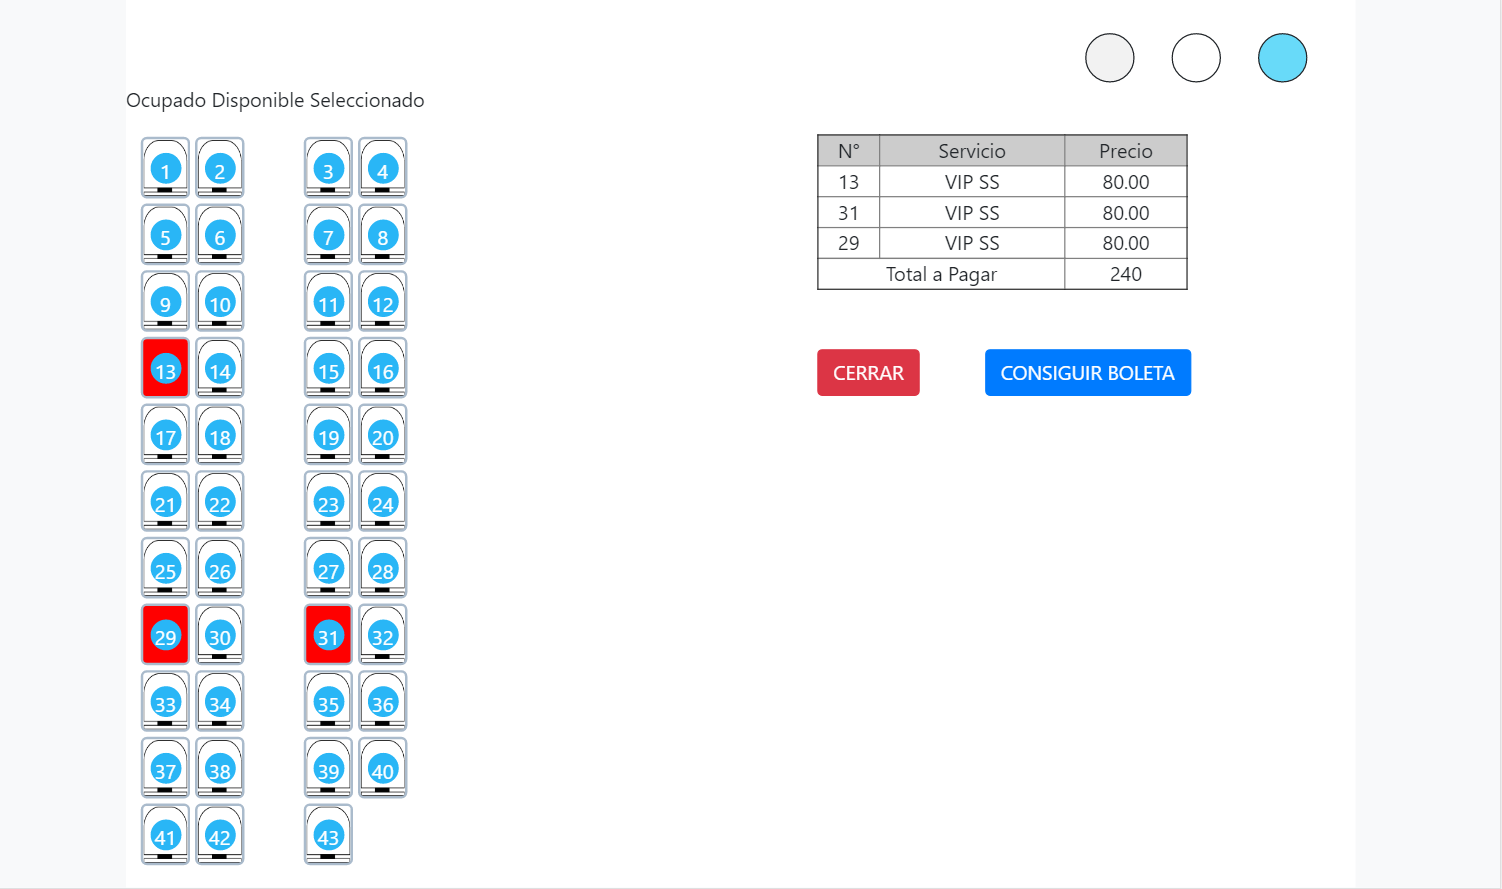 Ocupado Disponible Seleccionado
1 2 3 4
5 6 7 8
9 10 11 12
13 14 15 16
17 18 19 20
21 22 23 24
25 26 27 28
29 30 31 32
33 34 35 36
37 38 39 40
41 42 43
N° Servicio Precio
13 VIP SS 80.00
31 VIP SS 80.00
29 VIP SS 80.00
Total a Pagar 240
CERRAR CONSIGUIR BOLETA